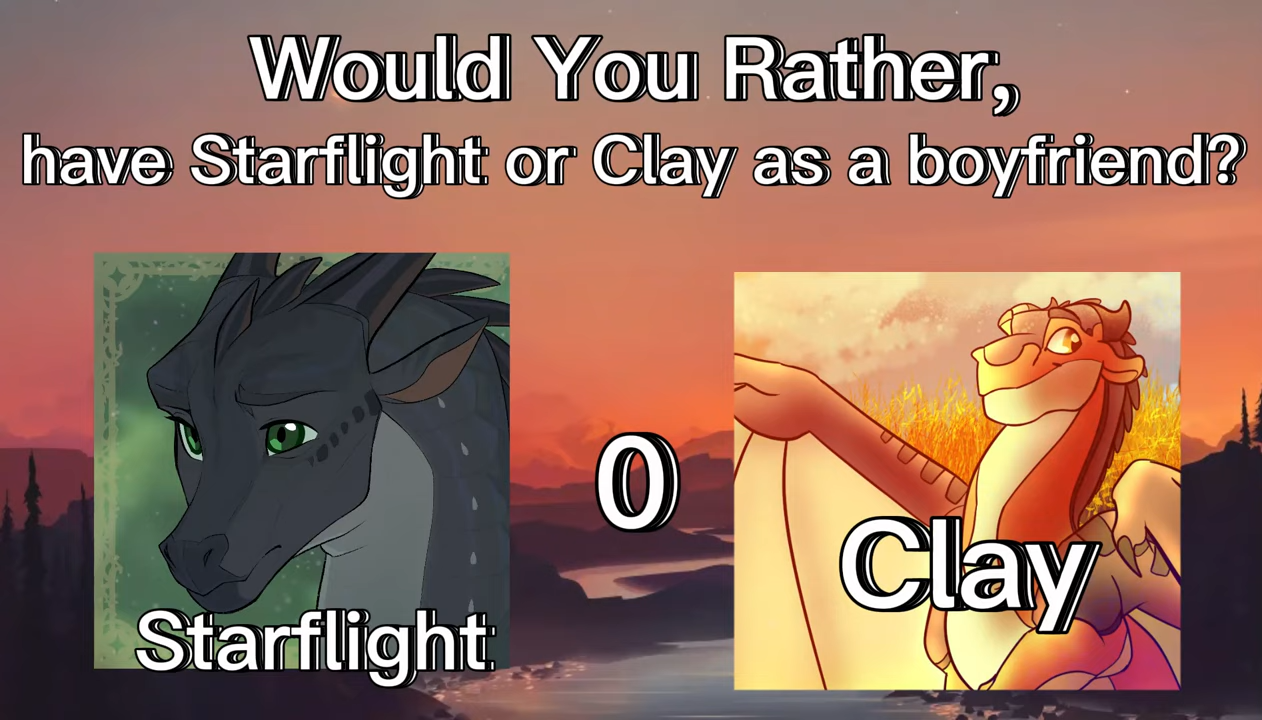 Would You Rather,
have Starflight or Clay as a boyfriend?
0
Clay
Starflight